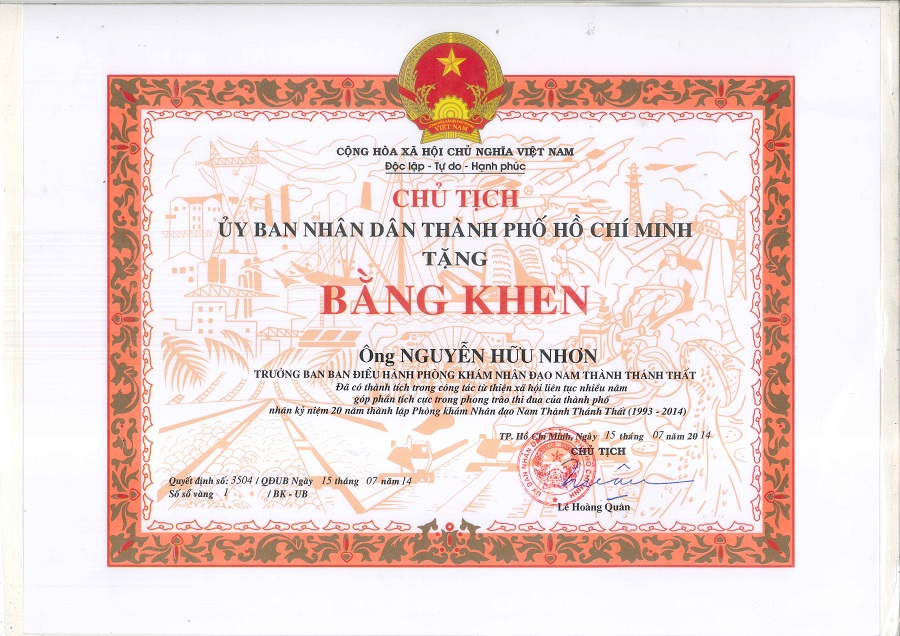 VIỆT NAM
CỘNG HÒA XÃ HỘI CHỦ NGHĨA VIỆT NAM
Độc lập - Tự do - Hạnh phúc
CHỦ TỊCH
ỦY BAN NHÂN DÂN THÀNH PHỐ HỒ CHÍ MINH
TẶNG
BẰNG KHEN
Ông NGUYỄN HỮU NHƠN
TRƯỞNG BAN BAN ĐIỀU HÀNH PHÒNG KHÁM NHÂN ĐẠO NAM THÀNH THÁNH THẤT
Đã có thành tích trong công tác từ thiện xã hội liên tục nhiều năm
góp phần tích cực trong phong trào thi đua của thành phố
nhân kỷ niệm 20 năm thành lập Phòng khám Nhân đạo Nam Thành Thánh Thất (1993 - 2014)
TP. Hồ Chí Minh, Ngày 15 tháng 07 năm 2014
CHỦ TỊCH
Quyết định số: 3504 / QĐUB Ngày 15 tháng 07 năm 14
Số sổ vàng 1 / BK - UB
Lê Hoàng Quân